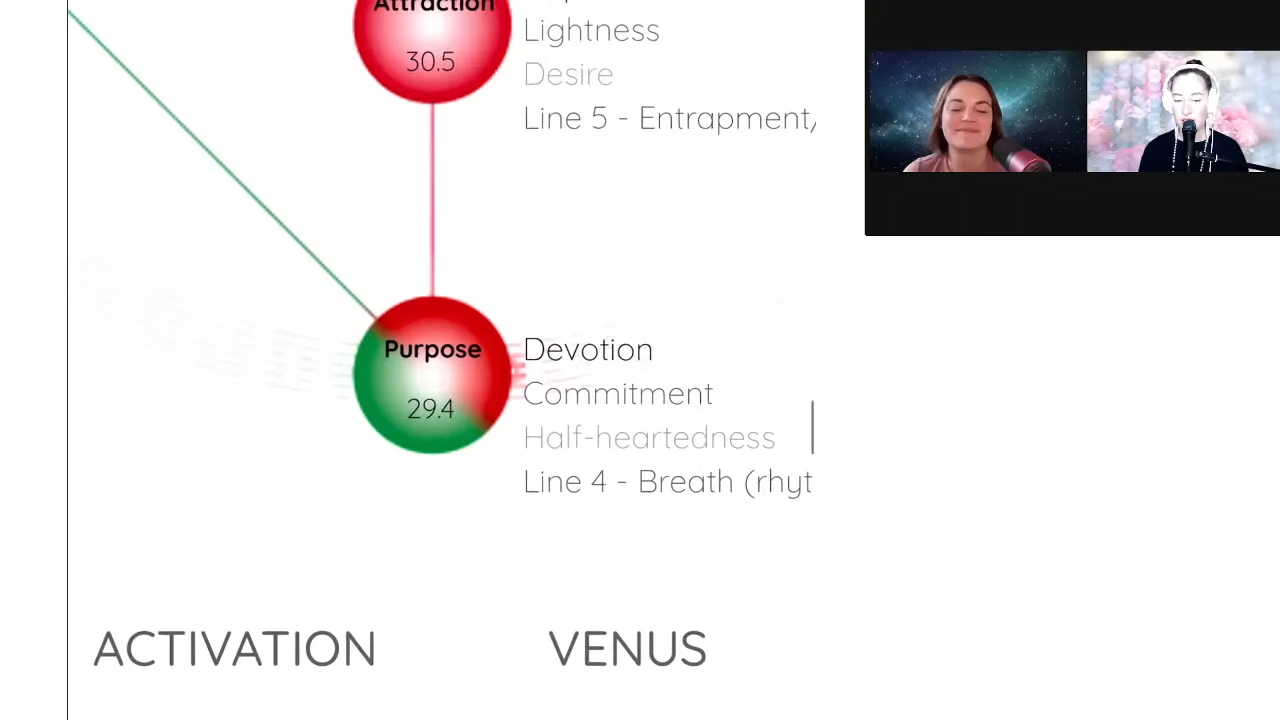 Attraction
30.5
Lightness
Desire
Line 5 - Entrapment/
Purpose
29.4
Devotion
Commitment
Half-heartedness
Line 4 - Breath (rhyt
ACTIVATION
VENUS